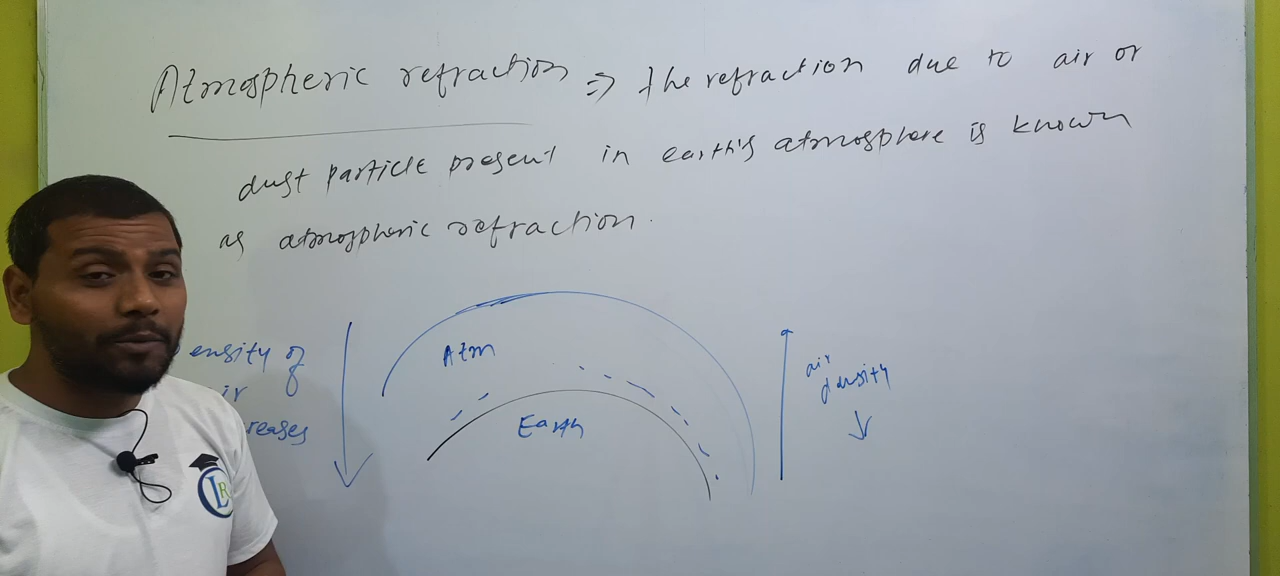 Atmospheric refraction ⇒ the refraction due to air or
dust particle present in earth's atmosphere is known
as atmospheric refraction.
ensity of
ir
reases
Atm
Earth
air
density
↓
LR